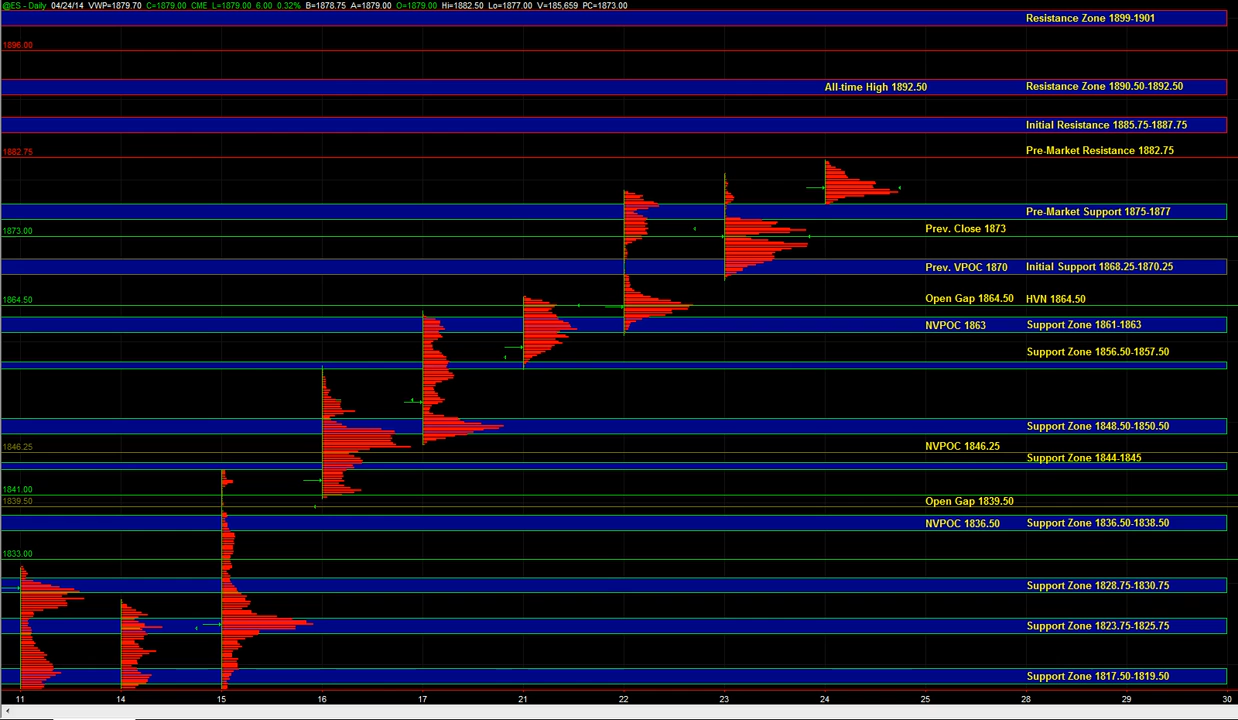 @ES - Daily 04/24/14 VWP=1879.70 C=1879.00 CME L=1879.00 6.00 0.32% B=1878.75 A=1879.00 O=1879.00 Hi=1882.50 Lo=1877.00 V=185,659 PC=1873.00
Resistance Zone 1899-1901
1896.00
All-time High 1892.50 Resistance Zone 1890.50-1892.50
Initial Resistance 1885.75-1887.75
1882.75 Pre-Market Resistance 1882.75
Pre-Market Support 1875-1877
1873.00 Prev. Close 1873
Prev. VPOC 1870 Initial Support 1868.25-1870.25
1864.50 Open Gap 1864.50 HVN 1864.50
NVPOC 1863 Support Zone 1861-1863
Support Zone 1856.50-1857.50
Support Zone 1848.50-1850.50
1846.25 NVPOC 1846.25
Support Zone 1844-1845
1841.00
1839.50 Open Gap 1839.50
NVPOC 1836.50 Support Zone 1836.50-1838.50
1833.00
Support Zone 1828.75-1830.75
Support Zone 1823.75-1825.75
Support Zone 1817.50-1819.50
11 14 15 16 17 21 22 23 24 25 28 29 30